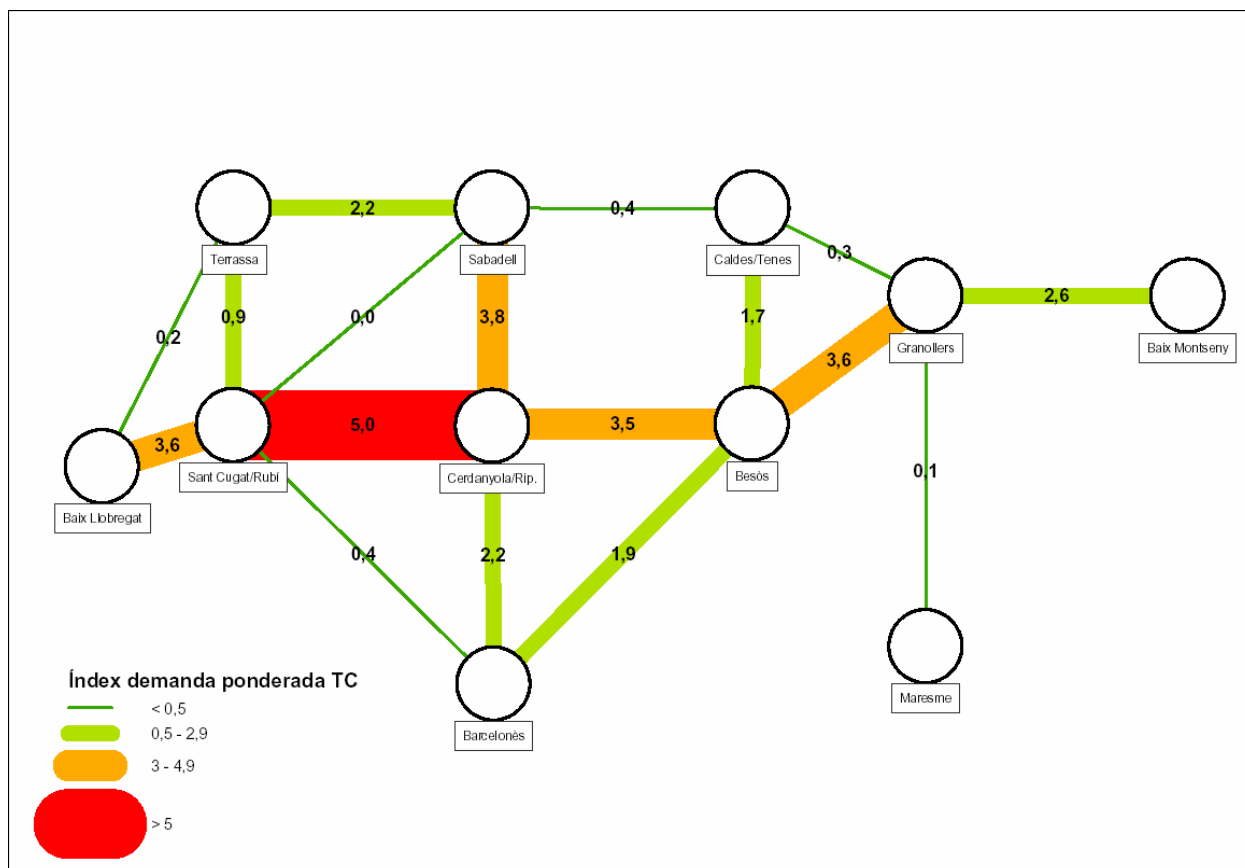 2,2
0,4
Terrassa
Sabadell
Caldes/Tenes
0,3
2,6
0,9
0,0
3,8
1,7
0,2
Granollers
Baix Montseny
3,6
5,0
3,5
3,6
Sant Cugat/Rubí
Cerdanyola/Rip.
Besòs
0,1
Baix Llobregat
0,4
2,2
1,9
Índex demanda ponderada TC
< 0,5
0,5 - 2,9
3 - 4,9
> 5
Maresme
Barcelonès